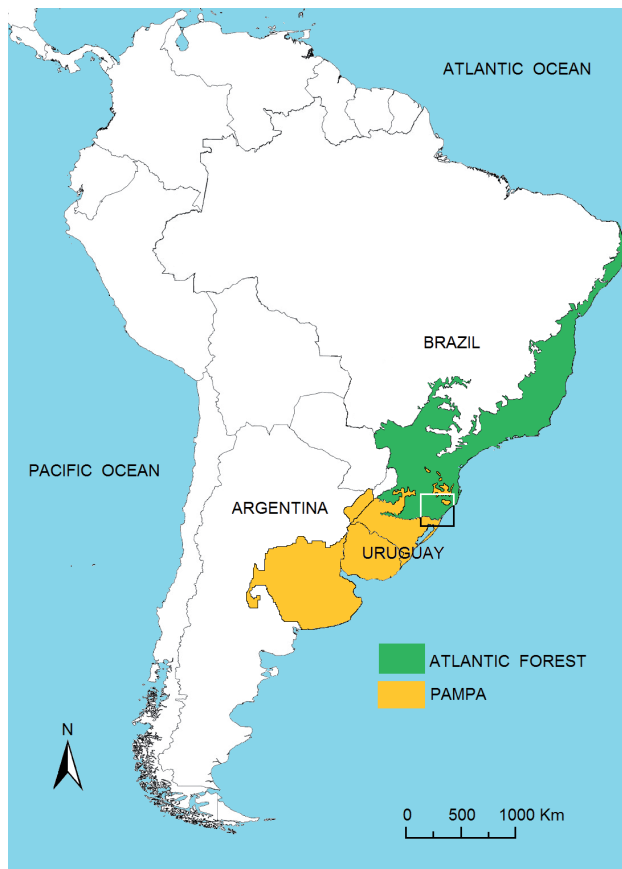 ATLANTIC OCEAN
BRAZIL
PACIFIC OCEAN
ARGENTINA
URUGUAY
ATLANTIC FOREST
PAMPA
N
0 500 1000 Km